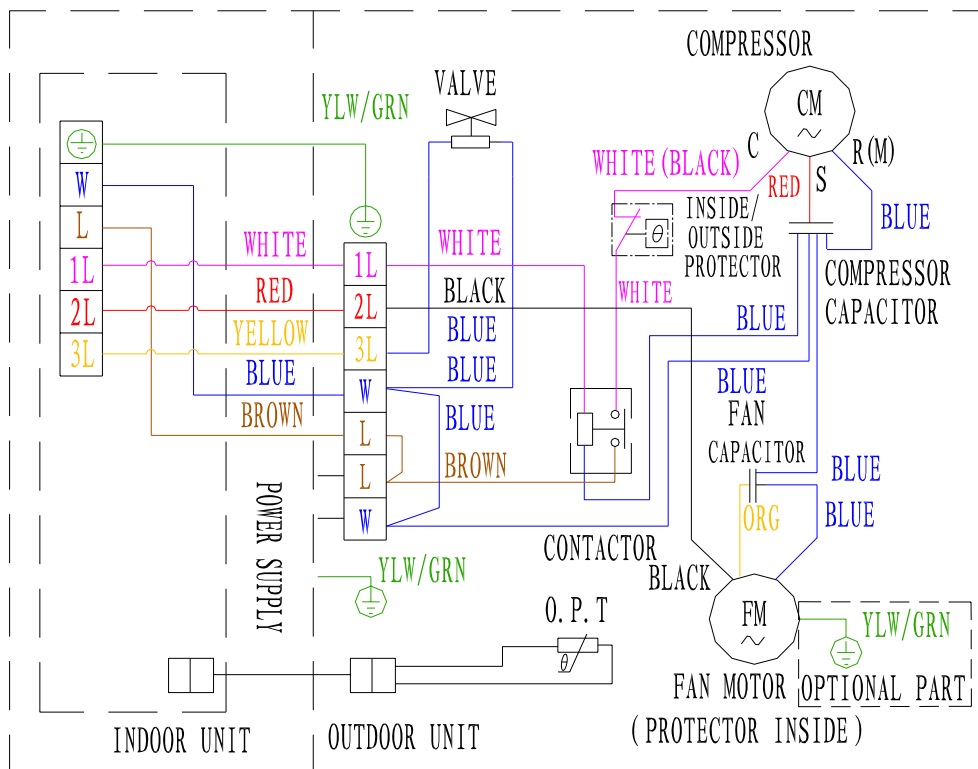 COMPRESSOR
CM
C
S
R(M)
VALVE
YLW/GRN
WHITE(BLACK)
RED
BLUE
INSIDE/
OUTSIDE
PROTECTOR
θ
COMPRESSOR
CAPACITOR
W
L
1L
2L
3L
WHITE
RED
YELLOW
BLUE
BROWN
1L
2L
3L
W
L
L
W
WHITE
BLACK
BLUE
BLUE
BLUE
BROWN
WHITE
BLUE
BLUE
FAN
CAPACITOR
BLUE
BLUE
ORG
CONTACTOR
BLACK
POWER SUPPLY
YLW/GRN
O.P.T
θ
FM
YLW/GRN
FAN MOTOR
OPTIONAL PART
(PROTECTOR INSIDE)
INDOOR UNIT
OUTDOOR UNIT